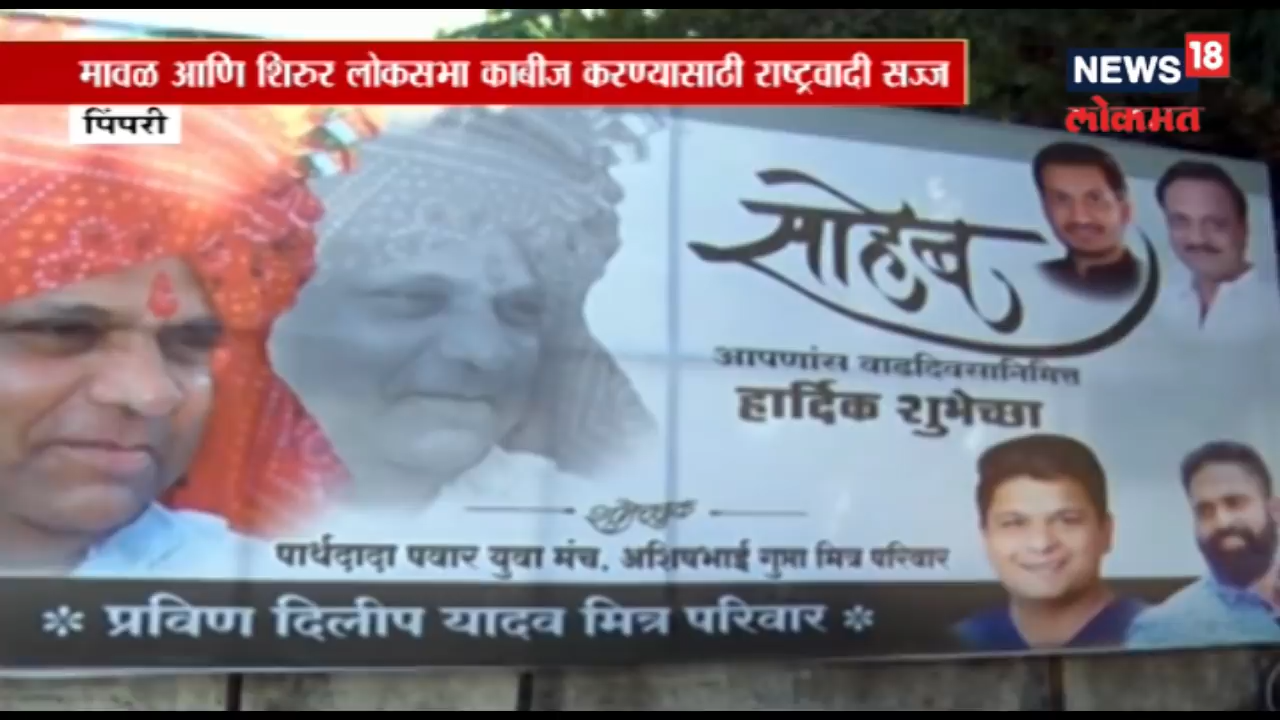 मावळ आणि शिरुर लोकसभा काबीज करण्यासाठी राष्ट्रवादी सज्ज
NEWS 18
लोकमत
पिंपरी
साहेब
आपणांस वाढदिवसानिमित्त
हार्दिक शुभेच्छा
शुभेच्छुक
पार्थदादा पवार युवा मंच, अशिषभाई गुप्ता मित्र परिवार
* प्रविण दिलीप यादव मित्र परिवार *